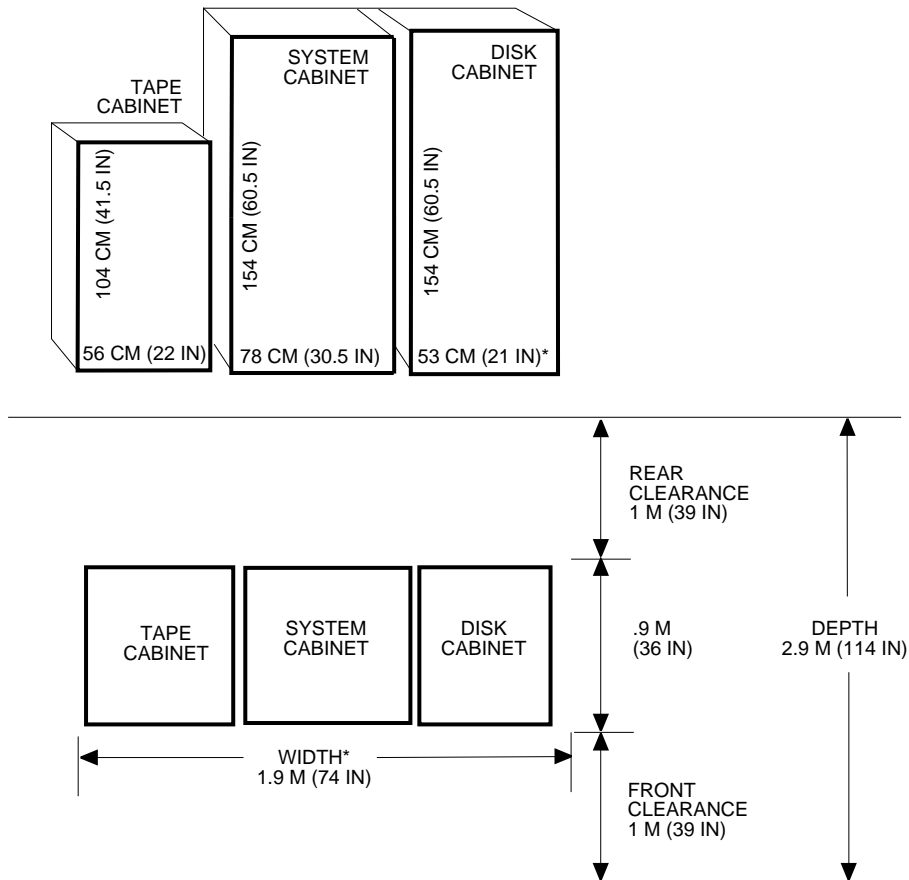 SYSTEM
CABINET
DISK
CABINET
TAPE
CABINET
104 CM (41.5 IN)
154 CM (60.5 IN)
154 CM (60.5 IN)
56 CM (22 IN)
78 CM (30.5 IN)
53 CM (21 IN)*
REAR
CLEARANCE
1 M (39 IN)
TAPE
CABINET
SYSTEM
CABINET
DISK
CABINET
.9 M
(36 IN)
DEPTH
2.9 M (114 IN)
WIDTH*
1.9 M (74 IN)
FRONT
CLEARANCE
1 M (39 IN)